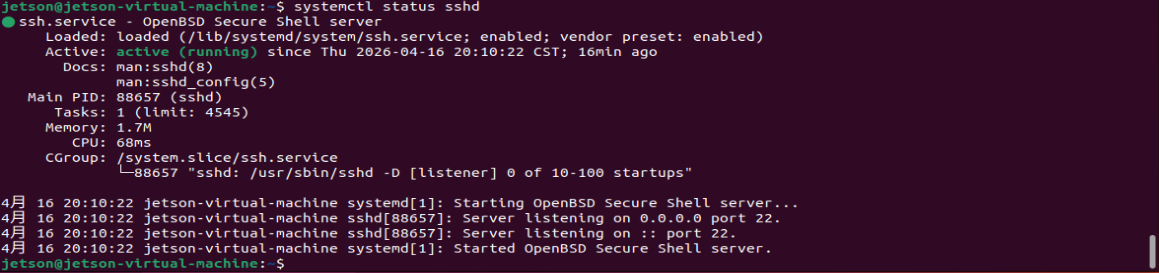 jetson@jetson-virtual-machine:~$ systemctl status sshd
● ssh.service - OpenBSD Secure Shell server
     Loaded: loaded (/lib/systemd/system/ssh.service; enabled; vendor preset: enabled)
     Active: active (running) since Thu 2026-04-16 20:10:22 CST; 16min ago
       Docs: man:sshd(8)
             man:sshd_config(5)
   Main PID: 88657 (sshd)
      Tasks: 1 (limit: 4545)
     Memory: 1.7M
        CPU: 68ms
     CGroup: /system.slice/ssh.service
             └─88657 "sshd: /usr/sbin/sshd -D [listener] 0 of 10-100 startups"
4月 16 20:10:22 jetson-virtual-machine systemd[1]: Starting OpenBSD Secure Shell server...
4月 16 20:10:22 jetson-virtual-machine sshd[88657]: Server listening on 0.0.0.0 port 22.
4月 16 20:10:22 jetson-virtual-machine sshd[88657]: Server listening on :: port 22.
4月 16 20:10:22 jetson-virtual-machine systemd[1]: Started OpenBSD Secure Shell server.
jetson@jetson-virtual-machine:~$